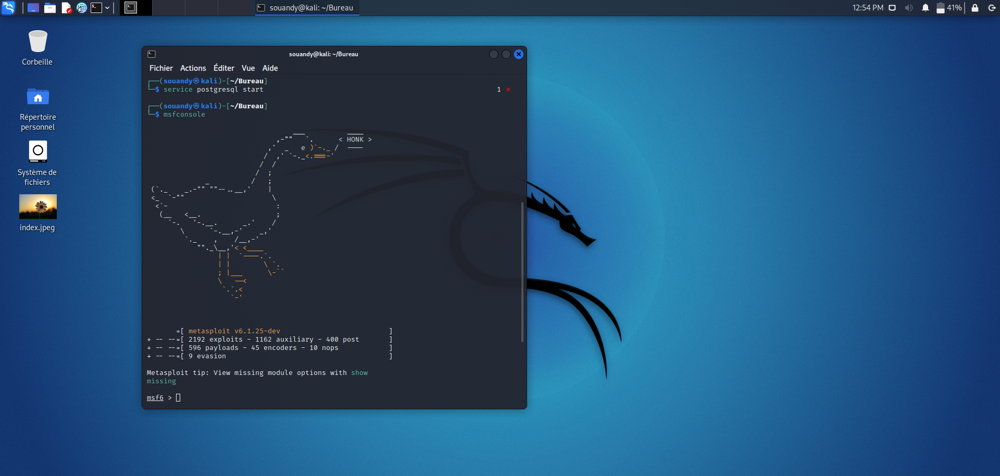 souandy@kali: ~/Bureau
12:54 PM
41%
Corbeille
Répertoire
personnel
Système de
fichiers
index.jpeg
souandy@kali: ~/Bureau
Fichier Actions Éditer Vue Aide
(souandy㉿kali)-[~/Bureau]
$ service postgresql start 1 ⨯
(souandy㉿kali)-[~/Bureau]
$ msfconsole
< HONK >
=[ metasploit v6.1.25-dev ]
+ -- --=[ 2192 exploits - 1162 auxiliary - 400 post ]
+ -- --=[ 596 payloads - 45 encoders - 10 nops ]
+ -- --=[ 9 evasion ]
Metasploit tip: View missing module options with show
missing
msf6 >